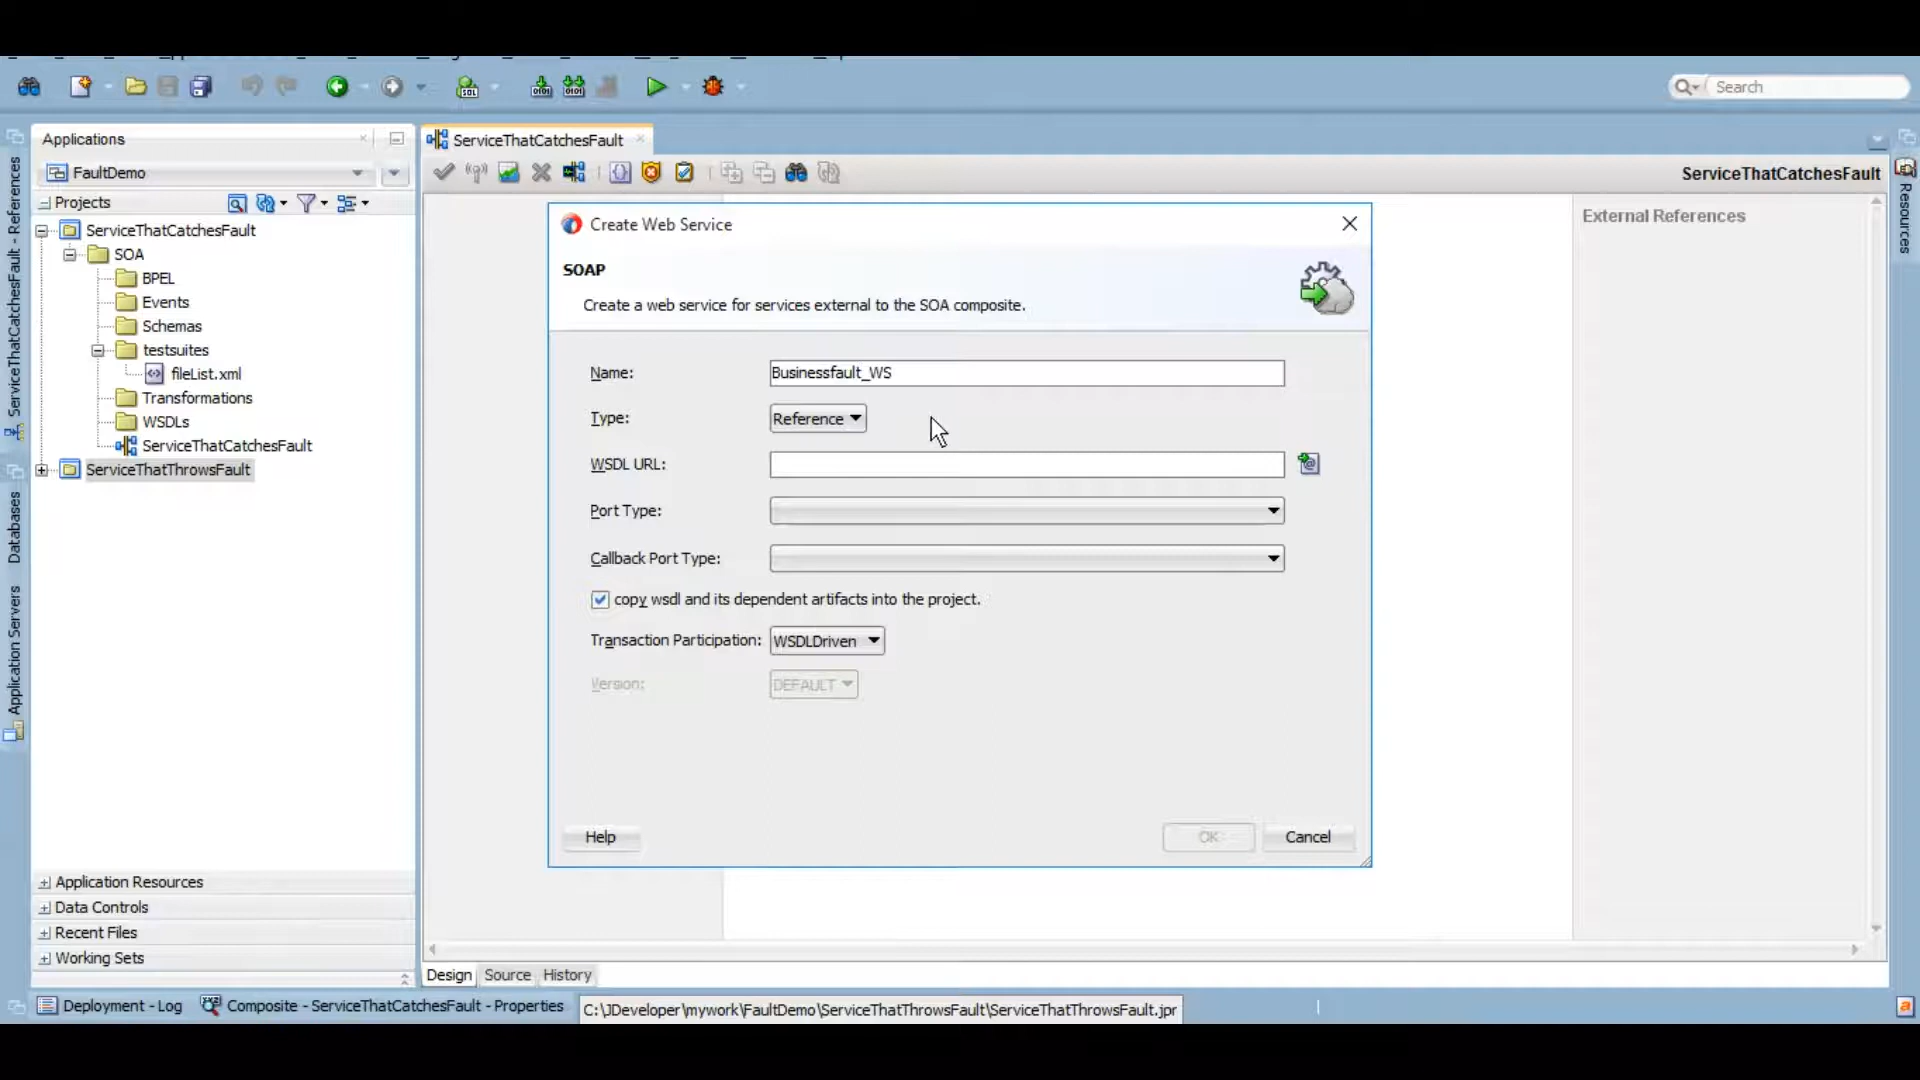 Search
Applications
ServiceThatCatchesFault
FaultDemo
ServiceThatCatchesFault
Projects
ServiceThatCatchesFault
SOA
BPEL
Events
Schemas
testsuites
fileList.xml
Transformations
WSDLs
ServiceThatCatchesFault
ServiceThatThrowsFault
Application Resources
Data Controls
Recent Files
Working Sets
ServiceThatCatchesFault - References
Databases
Application Servers
Create Web Service
SOAP
Create a web service for services external to the SOA composite.
Name: Businessfault_WS
Type: Reference
WSDL URL:
Port Type:
Callback Port Type:
copy wsdl and its dependent artifacts into the project.
Transaction Participation: WSDLDriven
Version: DEFAULT
Help OK Cancel
External References
Resources
Design Source History
Deployment - Log Composite - ServiceThatCatchesFault - Properties C:\JDeveloper\mywork\FaultDemo\ServiceThatThrowsFault\ServiceThatThrowsFault.jpr